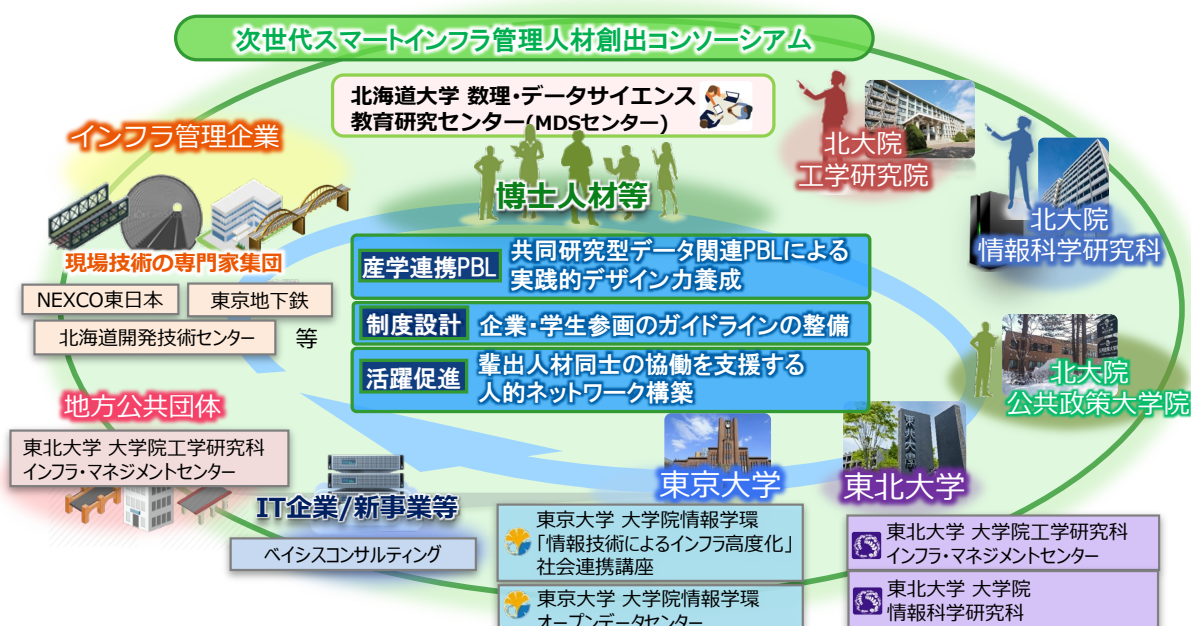 次世代スマートインフラ管理人材創出コンソーシアム
北海道大学 数理・データサイエンス
教育研究センター(MDSセンター)
北大院
工学研究院
北大院
情報科学研究科
インフラ管理企業
現場技術の専門家集団
NEXCO東日本
東京地下鉄
北海道開発技術センター
等
博士人材等
産学連携PBL
共同研究型データ関連PBLによる
実践的デザイン力養成
制度設計
企業・学生参画のガイドラインの整備
活躍促進
輩出人材同士の協働を支援する
人的ネットワーク構築
北大院
公共政策大学院
地方公共団体
東北大学 大学院工学研究科
インフラ・マネジメントセンター
IT企業/新事業等
ベイシスコンサルティング
東京大学
東京大学 大学院情報学環
「情報技術によるインフラ高度化」
社会連携講座
東京大学 大学院情報学環
オープンデータセンター
東北大学
東北大学 大学院工学研究科
インフラ・マネジメントセンター
東北大学 大学院
情報科学研究科